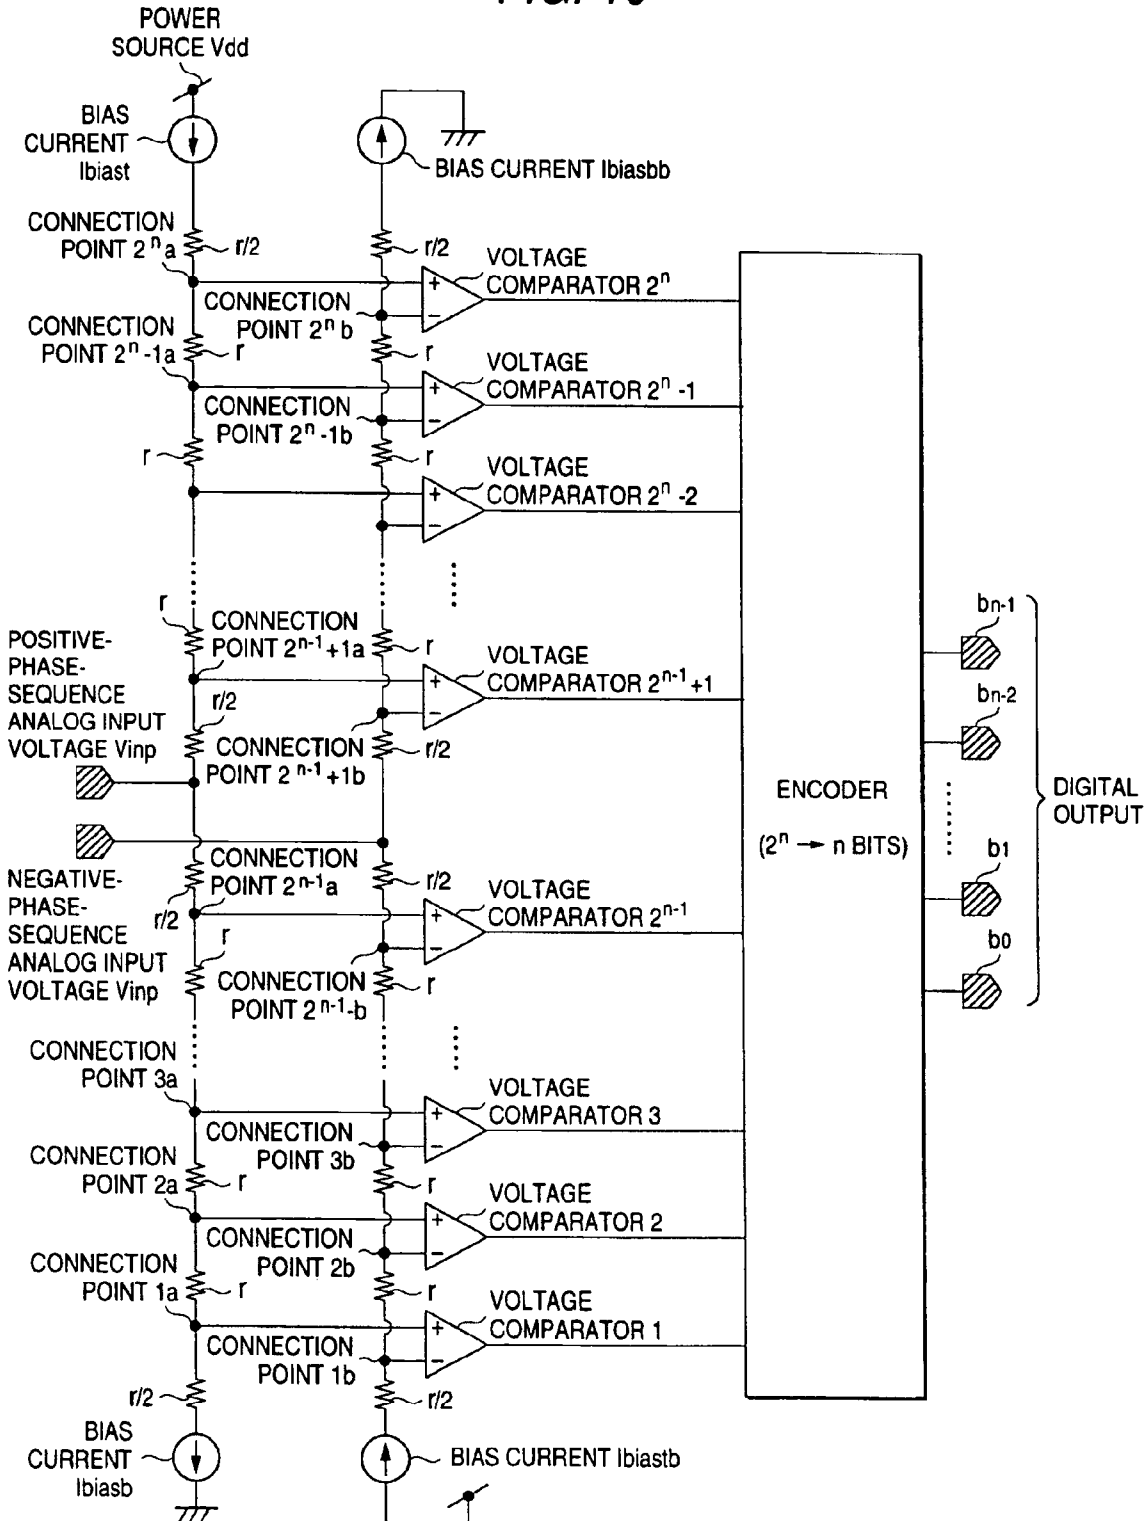 POWER
SOURCE Vdd
BIAS
CURRENT
Ibiast
BIAS CURRENT Ibiasbb
CONNECTION
POINT 2ⁿa
r/2
r/2
VOLTAGE
COMPARATOR 2ⁿ
+
−
CONNECTION
POINT 2ⁿb
CONNECTION
POINT 2ⁿ-1a
r
r
VOLTAGE
COMPARATOR 2ⁿ-1
+
−
CONNECTION
POINT 2ⁿ-1b
r
r
VOLTAGE
COMPARATOR 2ⁿ-2
+
−
r
CONNECTION
POINT 2ⁿ⁻¹+1a
r
VOLTAGE
COMPARATOR 2ⁿ⁻¹+1
+
−
POSITIVE-
PHASE-
SEQUENCE
ANALOG INPUT
VOLTAGE Vinp
r/2
CONNECTION
POINT 2ⁿ⁻¹+1b
r/2
ENCODER
(2ⁿ → n BITS)
bn-1
bn-2
b1
b0
DIGITAL
OUTPUT
NEGATIVE-
PHASE-
SEQUENCE
ANALOG INPUT
VOLTAGE Vinp
CONNECTION
POINT 2ⁿ⁻¹a
r/2
r/2
VOLTAGE
COMPARATOR 2ⁿ⁻¹
+
−
r
CONNECTION
POINT 2ⁿ⁻¹-b
r
CONNECTION
POINT 3a
VOLTAGE
COMPARATOR 3
+
−
CONNECTION
POINT 3b
CONNECTION
POINT 2a
r
r
VOLTAGE
COMPARATOR 2
+
−
CONNECTION
POINT 2b
CONNECTION
POINT 1a
r
r
VOLTAGE
COMPARATOR 1
+
−
CONNECTION
POINT 1b
r/2
r/2
BIAS
CURRENT
Ibiasb
BIAS CURRENT Ibiastb